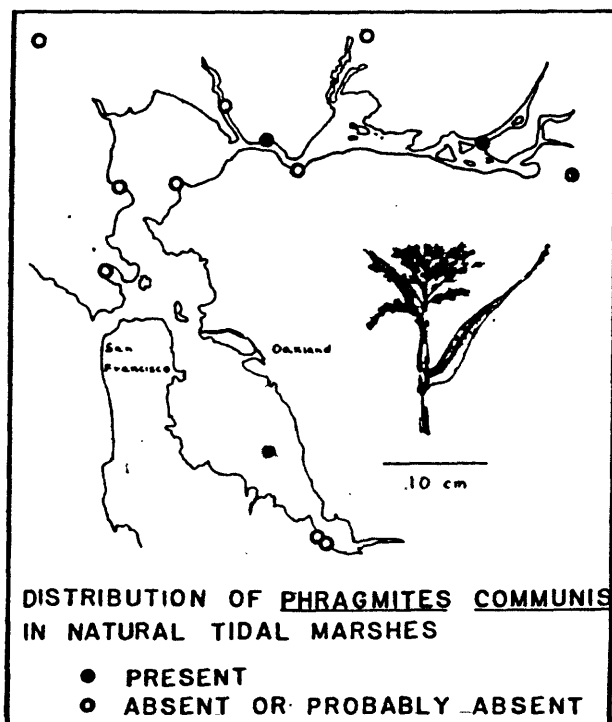 San
Francisco
Oakland
.10 cm
DISTRIBUTION OF PHRAGMITES COMMUNIS
IN NATURAL TIDAL MARSHES
● PRESENT
○ ABSENT OR PROBABLY ABSENT